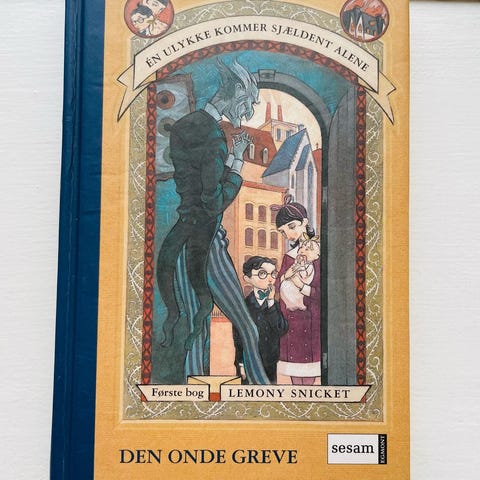 ÉN ULYKKE KOMMER SJÆLDENT ALENE
Første bog LEMONY SNICKET
DEN ONDE GREVE
sesam
EGMONT